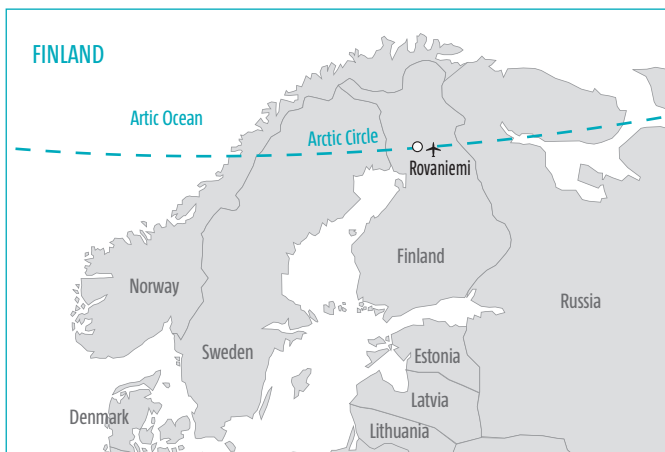 FINLAND
Artic Ocean
Arctic Circle
Rovaniemi
Finland
Norway
Russia
Sweden
Estonia
Latvia
Denmark
Lithuania